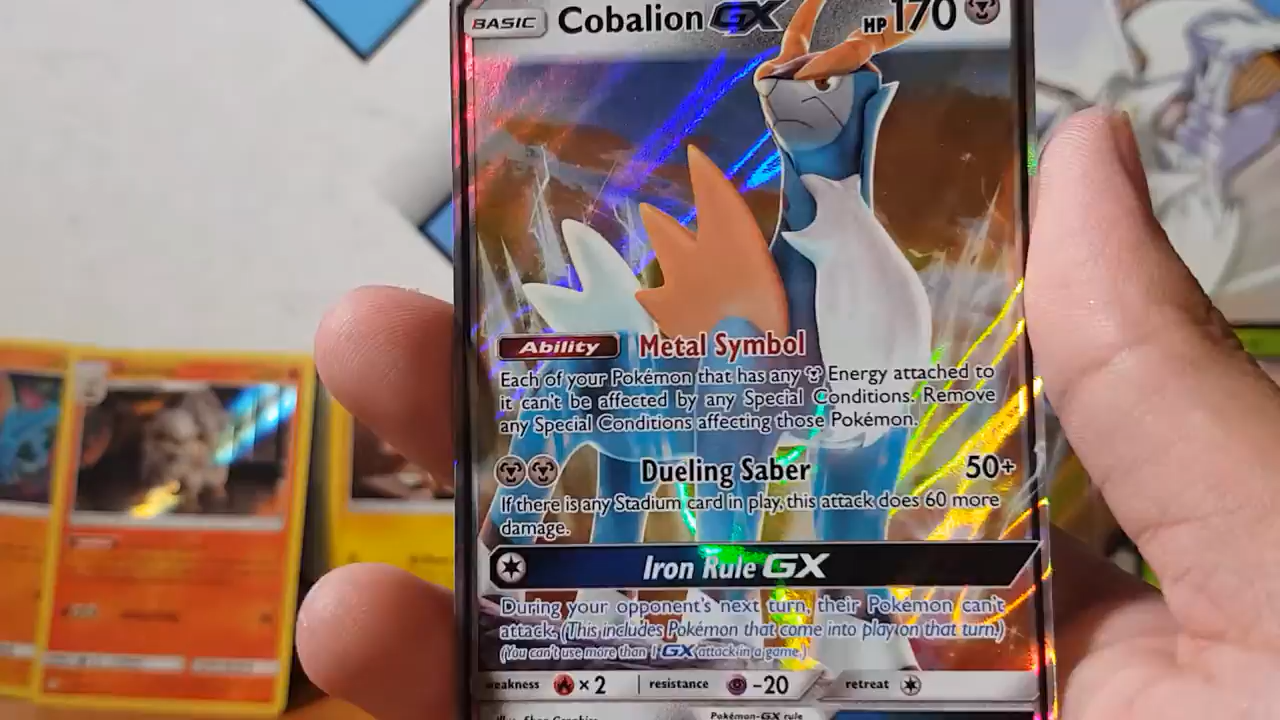 BASIC Cobalion GX HP 170
Ability Metal Symbol
Each of your Pokémon that has any Energy attached to
it can't be affected by any Special Conditions. Remove
any Special Conditions affecting those Pokémon.
Dueling Saber 50+
If there is any Stadium card in play, this attack does 60 more
damage.
Iron Rule GX
During your opponent's next turn, their Pokémon can't
attack. (This includes Pokémon that come into play on that turn.)
(You can't use more than 1 GX attack in a game.)
weakness ×2 resistance -20 retreat
Pokémon-GX rule